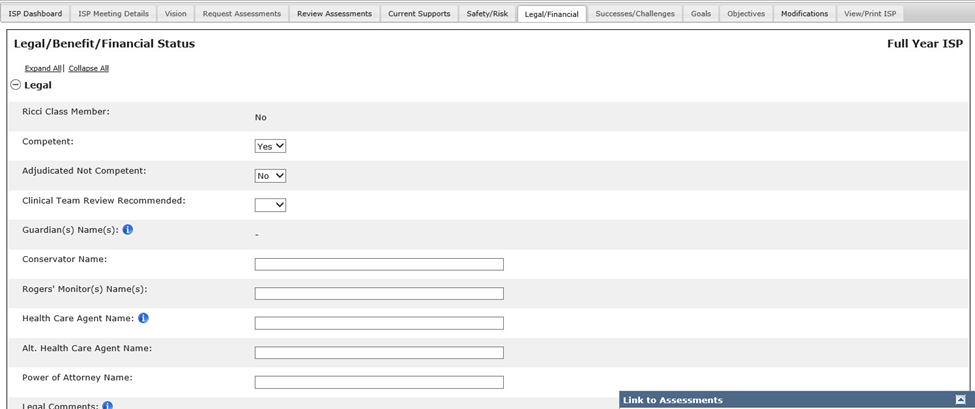 ISP Dashboard ISP Meeting Details Vision Request Assessments Review Assessments Current Supports Safety/Risk Legal/Financial Successes/Challenges Goals Objectives Modifications View/Print ISP
Legal/Benefit/Financial Status Full Year ISP
Expand All| Collapse All
Legal
Ricci Class Member: No
Competent: Yes
Adjudicated Not Competent: No
Clinical Team Review Recommended:
Guardian(s) Name(s): -
Conservator Name:
Rogers' Monitor(s) Name(s):
Health Care Agent Name:
Alt. Health Care Agent Name:
Power of Attorney Name:
Legal Comments:
Link to Assessments